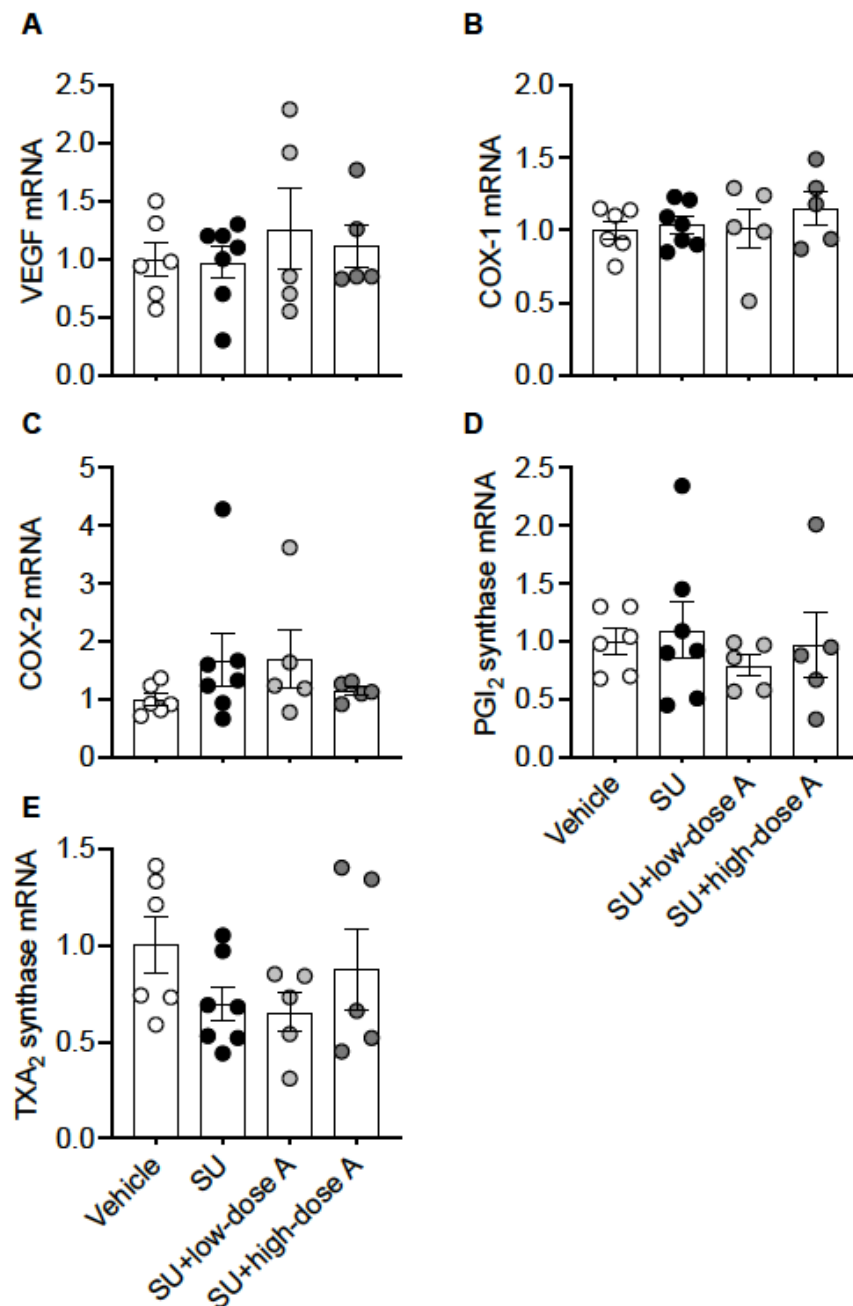 A
VEGF mRNA
2.5
2.0
1.5
1.0
0.5
0.0
B
COX-1 mRNA
2.0
1.5
1.0
0.5
0.0
C
COX-2 mRNA
5
4
3
2
1
0
D
PGI₂ synthase mRNA
2.5
2.0
1.5
1.0
0.5
0.0
Vehicle
SU
SU+low-dose A
SU+high-dose A
E
TXA₂ synthase mRNA
1.5
1.0
0.5
0.0
Vehicle
SU
SU+low-dose A
SU+high-dose A